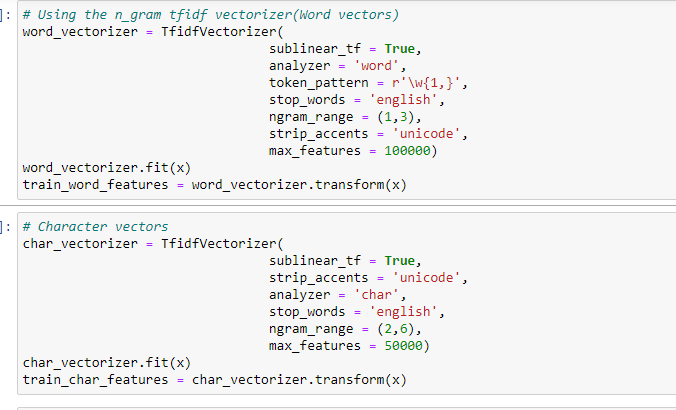 ]: # Using the n_gram tfidf vectorizer(Word vectors)
word_vectorizer = TfidfVectorizer(
sublinear_tf = True,
analyzer = 'word',
token_pattern = r'\w{1,}',
stop_words = 'english',
ngram_range = (1,3),
strip_accents = 'unicode',
max_features = 100000)
word_vectorizer.fit(x)
train_word_features = word_vectorizer.transform(x)
]: # Character vectors
char_vectorizer = TfidfVectorizer(
sublinear_tf = True,
strip_accents = 'unicode',
analyzer = 'char',
stop_words = 'english',
ngram_range = (2,6),
max_features = 50000)
char_vectorizer.fit(x)
train_char_features = char_vectorizer.transform(x)